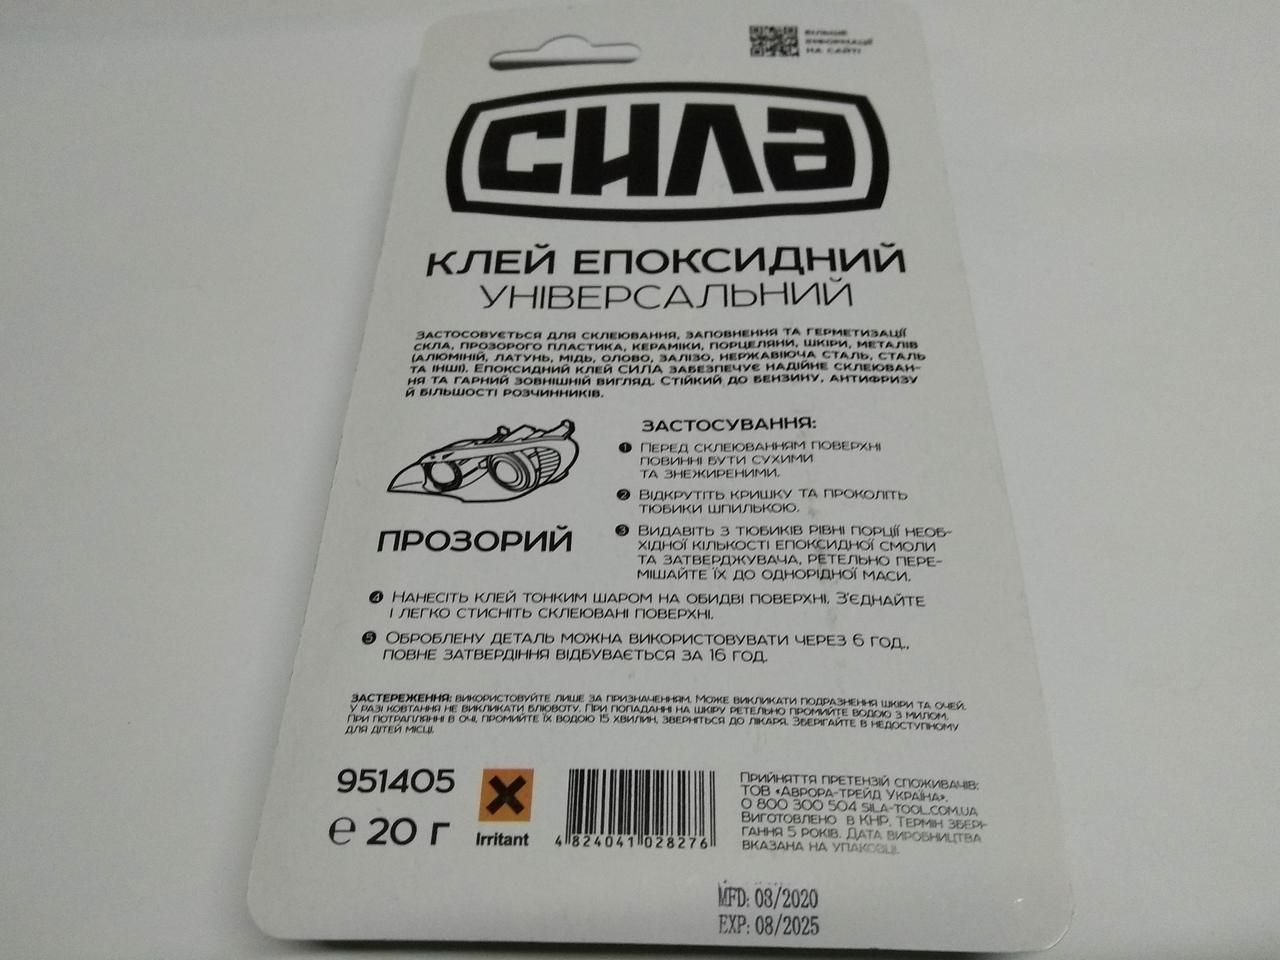 БІЛЬШЕ
ІНФОРМАЦІЇ
НА САЙТІ
СИЛА
КЛЕЙ ЕПОКСИДНИЙ
УНІВЕРСАЛЬНИЙ
ЗАСТОСОВУЄТЬСЯ ДЛЯ СКЛЕЮВАННЯ, ЗАПОВНЕННЯ ТА ГЕРМЕТИЗАЦІЇ
СКЛА, ПРОЗОРОГО ПЛАСТИКА, КЕРАМІКИ, ПОРЦЕЛЯНИ, ШКІРИ, МЕТАЛІВ
(АЛЮМІНІЙ, ЛАТУНЬ, МІДЬ, ОЛОВО, ЗАЛІЗО, НЕРЖАВІЮЧА СТАЛЬ, СТАЛЬ
ТА ІНШІ). ЕПОКСИДНИЙ КЛЕЙ СИЛА ЗАБЕЗПЕЧУЄ НАДІЙНЕ СКЛЕЮВАН-
НЯ ТА ГАРНИЙ ЗОВНІШНІЙ ВИГЛЯД. СТІЙКИЙ ДО БЕНЗИНУ, АНТИФРИЗУ
Й БІЛЬШОСТІ РОЗЧИННИКІВ.
ПРОЗОРИЙ
ЗАСТОСУВАННЯ:
1 ПЕРЕД СКЛЕЮВАННЯМ ПОВЕРХНІ
ПОВИННІ БУТИ СУХИМИ
ТА ЗНЕЖИРЕНИМИ.
2 ВІДКРУТІТЬ КРИШКУ ТА ПРОКОЛІТЬ
ТЮБИКИ ШПИЛЬКОЮ.
3 ВИДАВІТЬ З ТЮБИКІВ РІВНІ ПОРЦІЇ НЕОБ-
ХІДНОЇ КІЛЬКОСТІ ЕПОКСИДНОЇ СМОЛИ
ТА ЗАТВЕРДЖУВАЧА, РЕТЕЛЬНО ПЕРЕ-
МІШАЙТЕ ЇХ ДО ОДНОРІДНОЇ МАСИ.
4 НАНЕСІТЬ КЛЕЙ ТОНКИМ ШАРОМ НА ОБИДВІ ПОВЕРХНІ. З'ЄДНАЙТЕ
І ЛЕГКО СТИСНІТЬ СКЛЕЮВАНІ ПОВЕРХНІ.
5 ОБРОБЛЕНУ ДЕТАЛЬ МОЖНА ВИКОРИСТОВУВАТИ ЧЕРЕЗ 6 ГОД.,
ПОВНЕ ЗАТВЕРДІННЯ ВІДБУВАЄТЬСЯ ЗА 16 ГОД.
ЗАСТЕРЕЖЕННЯ: ВИКОРИСТОВУЙТЕ ЛИШЕ ЗА ПРИЗНАЧЕННЯМ. МОЖЕ ВИКЛИКАТИ ПОДРАЗНЕННЯ ШКІРИ ТА ОЧЕЙ.
У РАЗІ КОВТАННЯ НЕ ВИКЛИКАТИ БЛЮВОТУ. ПРИ ПОПАДАННІ НА ШКІРУ РЕТЕЛЬНО ПРОМИЙТЕ ВОДОЮ З МИЛОМ.
ПРИ ПОТРАПЛЯННІ В ОЧІ, ПРОМИЙТЕ ЇХ ВОДОЮ 15 ХВИЛИН, ЗВЕРНІТЬСЯ ДО ЛІКАРЯ. ЗБЕРІГАЙТЕ В НЕДОСТУПНОМУ
ДЛЯ ДІТЕЙ МІСЦІ.
951405
℮ 20 Г
Irritant
4 824041 028276
ПРИЙНЯТТЯ ПРЕТЕНЗІЙ СПОЖИВАЧІВ:
ТОВ «АВРОРА-ТРЕЙД УКРАЇНА».
0 800 300 504 SILA-TOOL.COM.UA
ВИГОТОВЛЕНО В КНР. ТЕРМІН ЗБЕРІ-
ГАННЯ 5 РОКІВ. ДАТА ВИРОБНИЦТВА
ВКАЗАНА НА УПАКОВЦІ.
MFD: 08/2020
EXP: 08/2025